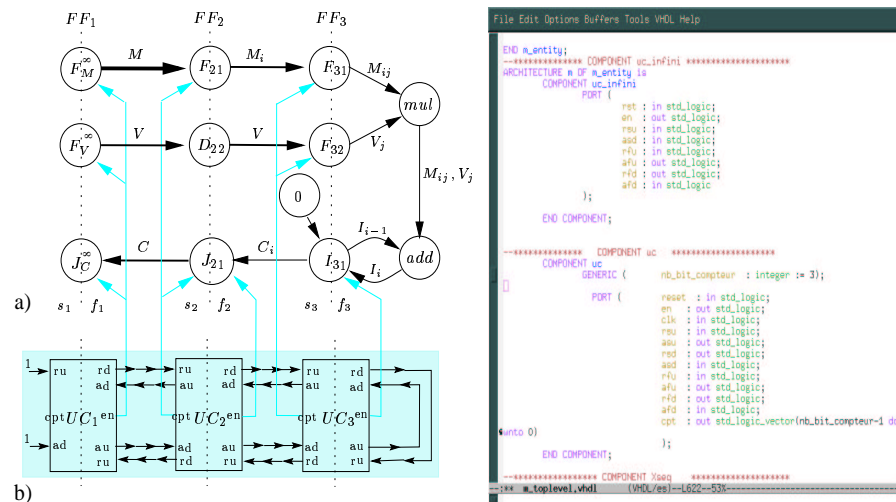 FF1 FF2 FF3
M Mi Mij
F∞M F21 F31
mul
V V Vj
F∞V D22 F32
Mij , Vj
0
Ii−1
C Ci
J∞C J21 I31 add
Ii
a)
s1 f1 s2 f2 s3 f3
1 ru rd ru rd ru rd
ad au ad au ad
cpt UC1 en cpt UC2 en cpt UC3 en
1 ad au ad au ad au
ru rd ru rd ru
b)
File Edit Options Buffers Tools VHDL Help
END m_entity;
--*************** COMPONENT uc_infini **********************
ARCHITECTURE m OF m_entity is
COMPONENT uc_infini
PORT (
rst : in std_logic;
en : out std_logic;
rsu : in std_logic;
asd : in std_logic;
rfu : in std_logic;
afu : out std_logic;
rfd : out std_logic;
afd : in std_logic
);
END COMPONENT;
--*************** COMPONENT uc *********************
COMPONENT uc
GENERIC ( nb_bit_compteur : integer := 3);
PORT ( reset : in std_logic;
en : out std_logic;
clk : in std_logic;
rsu : in std_logic;
asu : out std_logic;
rsd : out std_logic;
asd : in std_logic;
rfu : in std_logic;
afu : out std_logic;
rfd : out std_logic;
afd : in std_logic;
cpt : out std_logic_vector(nb_bit_compteur-1 do
wnto 0)
);
END COMPONENT;
--***************** COMPONENT Xseq *********************
--:** m_toplevel.vhdl (VHDL/es)--L622--53%